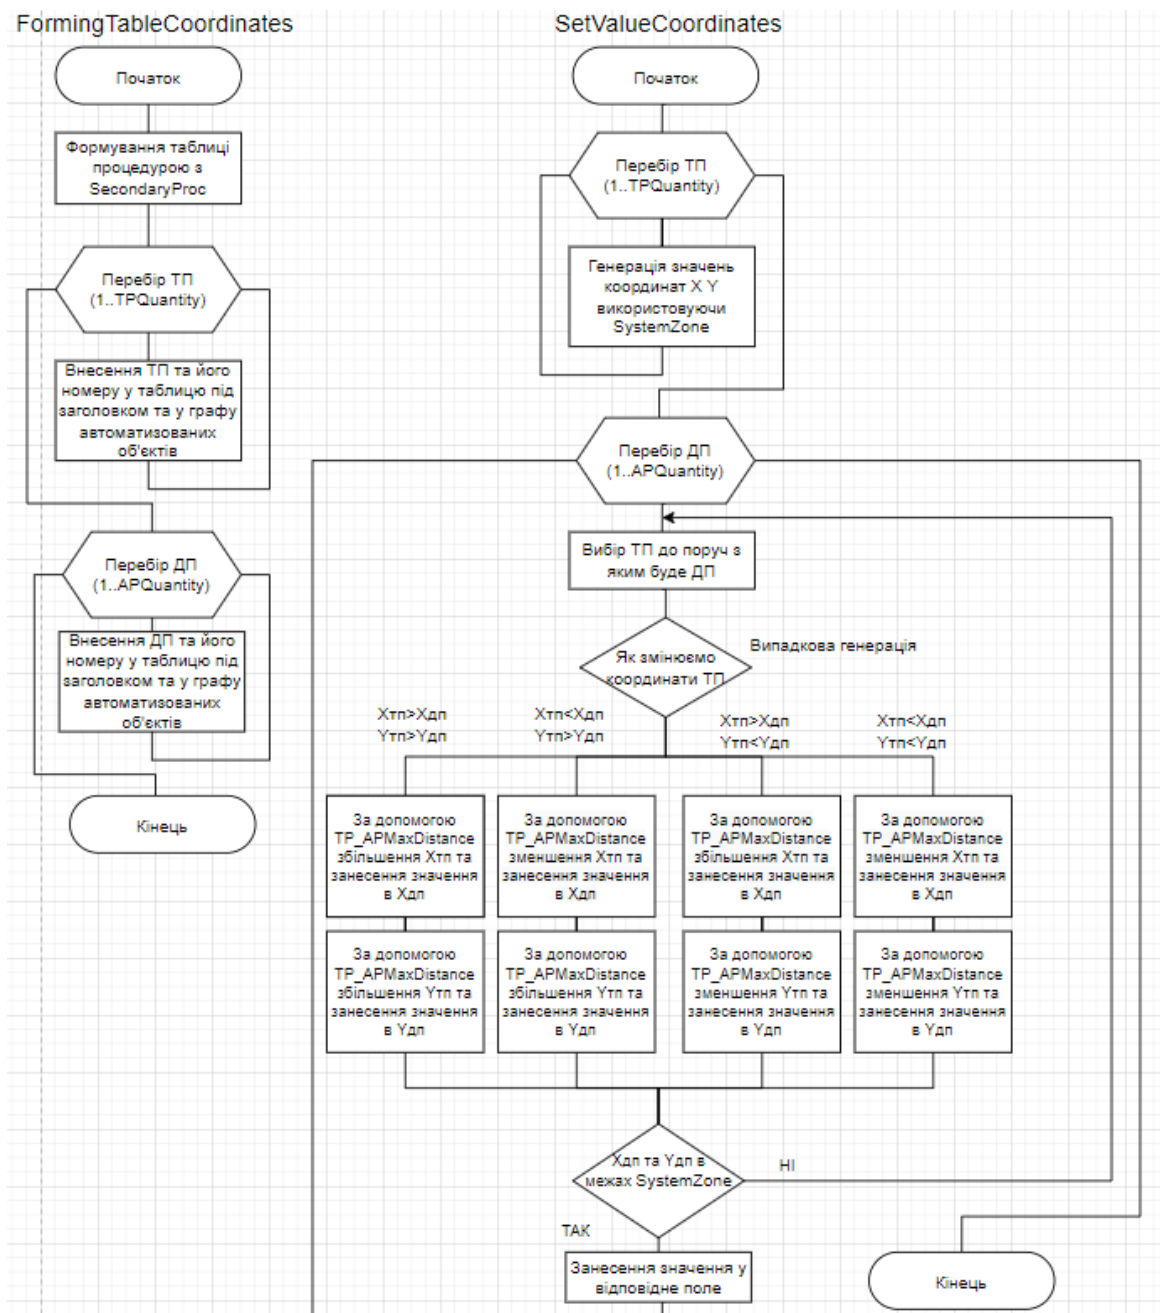 FormingTableCoordinates
Початок
Формування таблиці
процедурою з
SecondaryProc
Перебір ТП
(1..TPQuantity)
Внесення ТП та його
номеру у таблицю під
заголовком та у графу
автоматизованих
об'єктів
Перебір ДП
(1..APQuantity)
Внесення ДП та його
номеру у таблицю під
заголовком та у графу
автоматизованих
об'єктів
Кінець
SetValueCoordinates
Початок
Перебір ТП
(1..TPQuantity)
Генерація значень
координат X Y
використовуючи
SystemZone
Перебір ДП
(1..APQuantity)
Вибір ТП до поруч з
яким буде ДП
Як змінюємо
координати ТП
Випадкова генерація
Xтп>Xдп
Yтп>Yдп
Xтп<Xдп
Yтп>Yдп
Xтп>Xдп
Yтп<Yдп
Xтп<Xдп
Yтп<Yдп
За допомогою
TP_APMaxDistance
збільшення Xтп та
занесення значення
в Xдп
За допомогою
TP_APMaxDistance
зменшення Xтп та
занесення значення
в Xдп
За допомогою
TP_APMaxDistance
збільшення Xтп та
занесення значення
в Xдп
За допомогою
TP_APMaxDistance
зменшення Xтп та
занесення значення
в Xдп
За допомогою
TP_APMaxDistance
збільшення Yтп та
занесення значення
в Yдп
За допомогою
TP_APMaxDistance
збільшення Yтп та
занесення значення
в Yдп
За допомогою
TP_APMaxDistance
зменшення Yтп та
занесення значення
в Yдп
За допомогою
TP_APMaxDistance
зменшення Yтп та
занесення значення
в Yдп
Xдп та Yдп в
межах SystemZone
НІ
ТАК
Занесення значення у
відповідне поле
Кінець